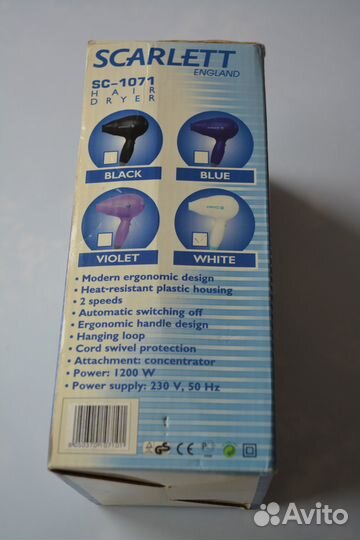 SCARLETT
ENGLAND
SC-1071
HAIR
DRYER
BLACK
BLUE
VIOLET
WHITE
• Modern ergonomic design
• Heat-resistant plastic housing
• 2 speeds
• Automatic switching off
• Ergonomic handle design
• Hanging loop
• Cord swivel protection
• Attachment: concentrator
• Power: 1200 W
• Power supply: 230 V, 50 Hz
CE
Avito